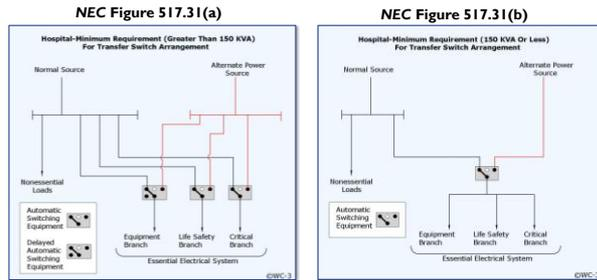 NEC Figure 517.31(a)
Hospital-Minimum Requirement (Greater Than 150 KVA)
For Transfer Switch Arrangement
Normal Source
Alternate Power
Source
Nonessential
Loads
Automatic
Switching
Equipment
Delayed
Automatic
Switching
Equipment
Equipment
Branch
Life Safety
Branch
Critical
Branch
Essential Electrical System
©WC-3
NEC Figure 517.31(b)
Hospital-Minimum Requirement (150 KVA Or Less)
For Transfer Switch Arrangement
Normal Source
Alternate Power
Source
Nonessential
Loads
Automatic
Switching
Equipment
Equipment
Branch
Life Safety
Branch
Critical
Branch
Essential Electrical System
©WC-3